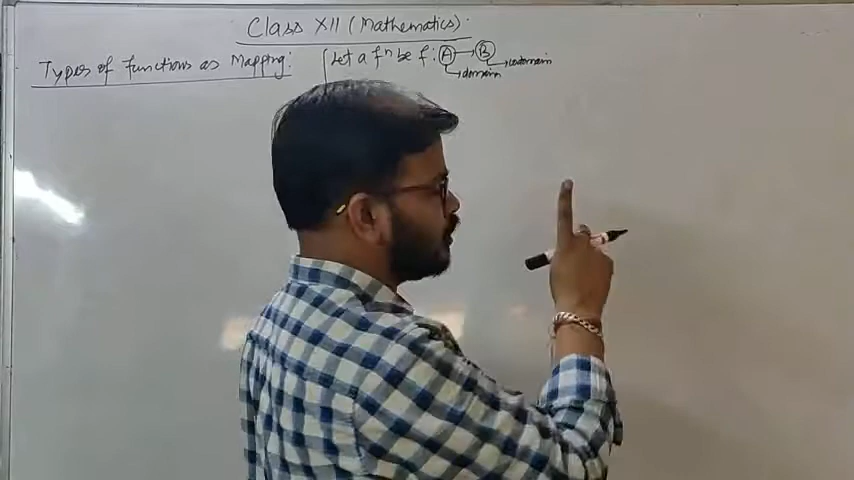 Class XII (Mathematics)
Types of Functions as Mapping: Let a fⁿ be f: A → B
→ domain → codomain